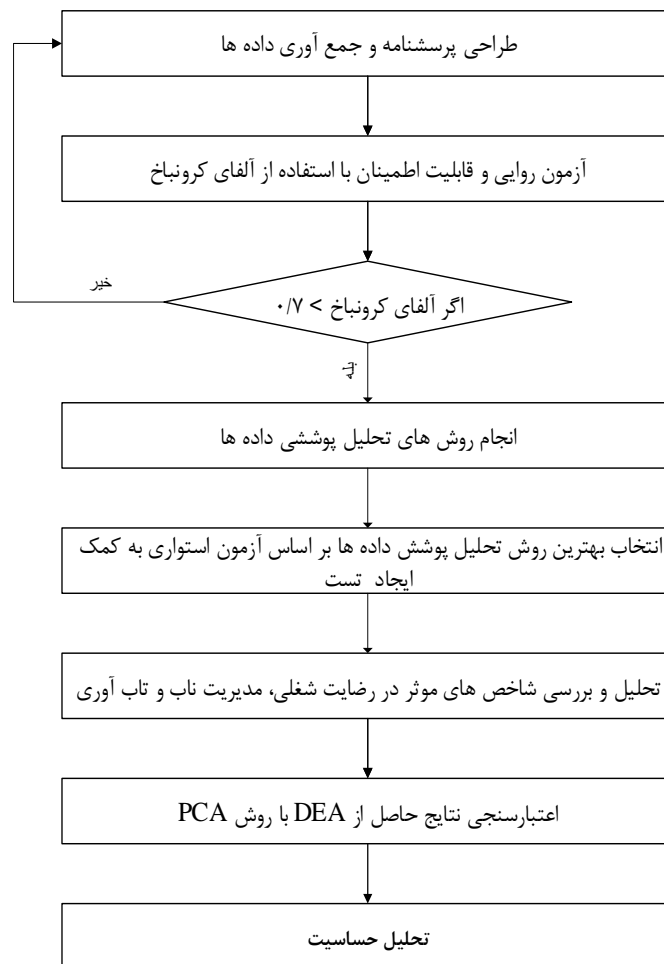 طراحی پرسشنامه و جمع آوری داده ها
آزمون روایی و قابلیت اطمینان با استفاده از آلفای کرونباخ
خیر
اگر آلفای کرونباخ > ۰/۷
بله
انجام روش های تحلیل پوششی داده ها
انتخاب بهترین روش تحلیل پوشش داده ها بر اساس آزمون استواری به کمک
ایجاد تست
تحلیل و بررسی شاخص های موثر در رضایت شغلی، مدیریت ناب و تاب آوری
اعتبارسنجی نتایج حاصل از DEA با روش PCA
تحلیل حساسیت